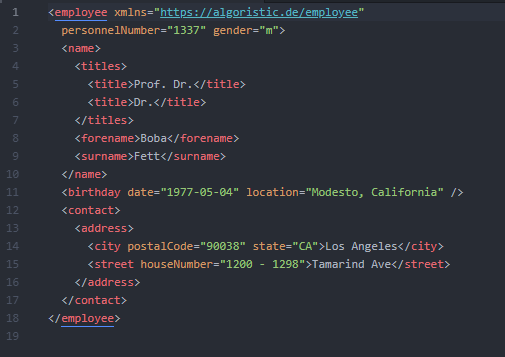 1 <employee xmlns="https://algoristic.de/employee"
2 personnelNumber="1337" gender="m">
3 <name>
4 <titles>
5 <title>Prof. Dr.</title>
6 <title>Dr.</title>
7 </titles>
8 <forename>Boba</forename>
9 <surname>Fett</surname>
10 </name>
11 <birthday date="1977-05-04" location="Modesto, California" />
12 <contact>
13 <address>
14 <city postalCode="90038" state="CA">Los Angeles</city>
15 <street houseNumber="1200 - 1298">Tamarind Ave</street>
16 </address>
17 </contact>
18 </employee>
19